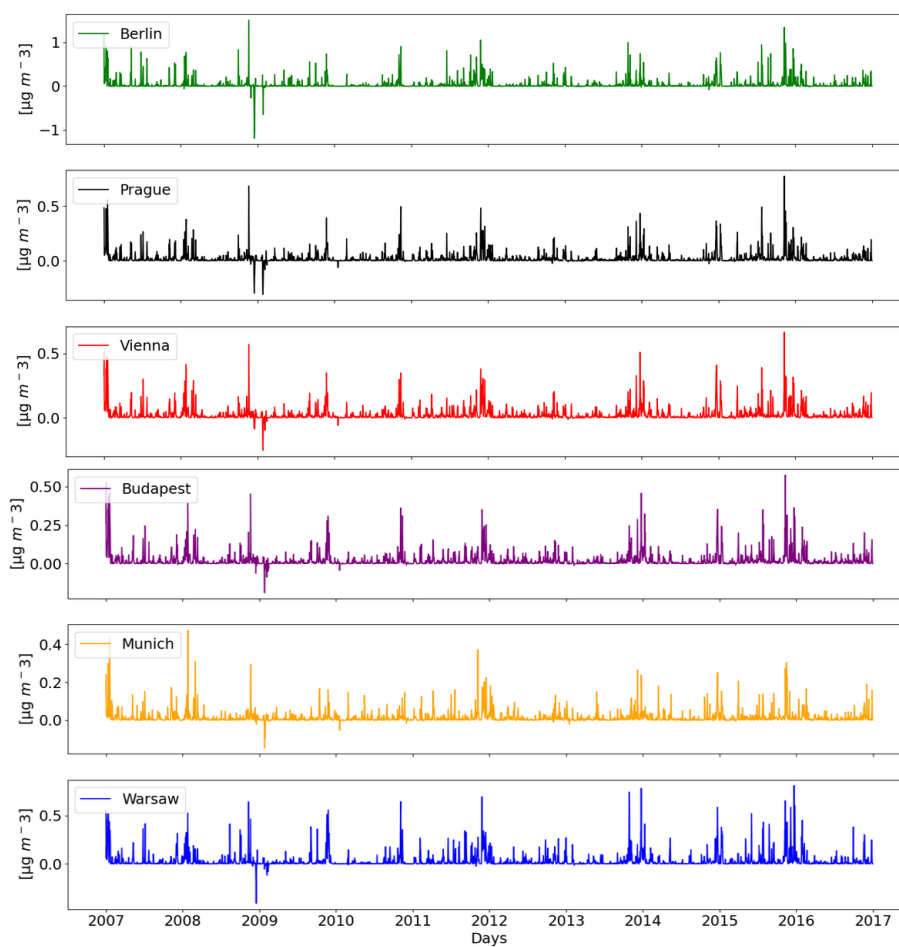 Berlin
[µg m⁻3]
1
0
−1
Prague
[µg m⁻3]
0.5
0.0
Vienna
[µg m⁻3]
0.5
0.0
Budapest
[µg m⁻3]
0.50
0.25
0.00
Munich
[µg m⁻3]
0.4
0.2
0.0
Warsaw
[µg m⁻3]
0.5
0.0
2007 2008 2009 2010 2011 2012 2013 2014 2015 2016 2017
Days